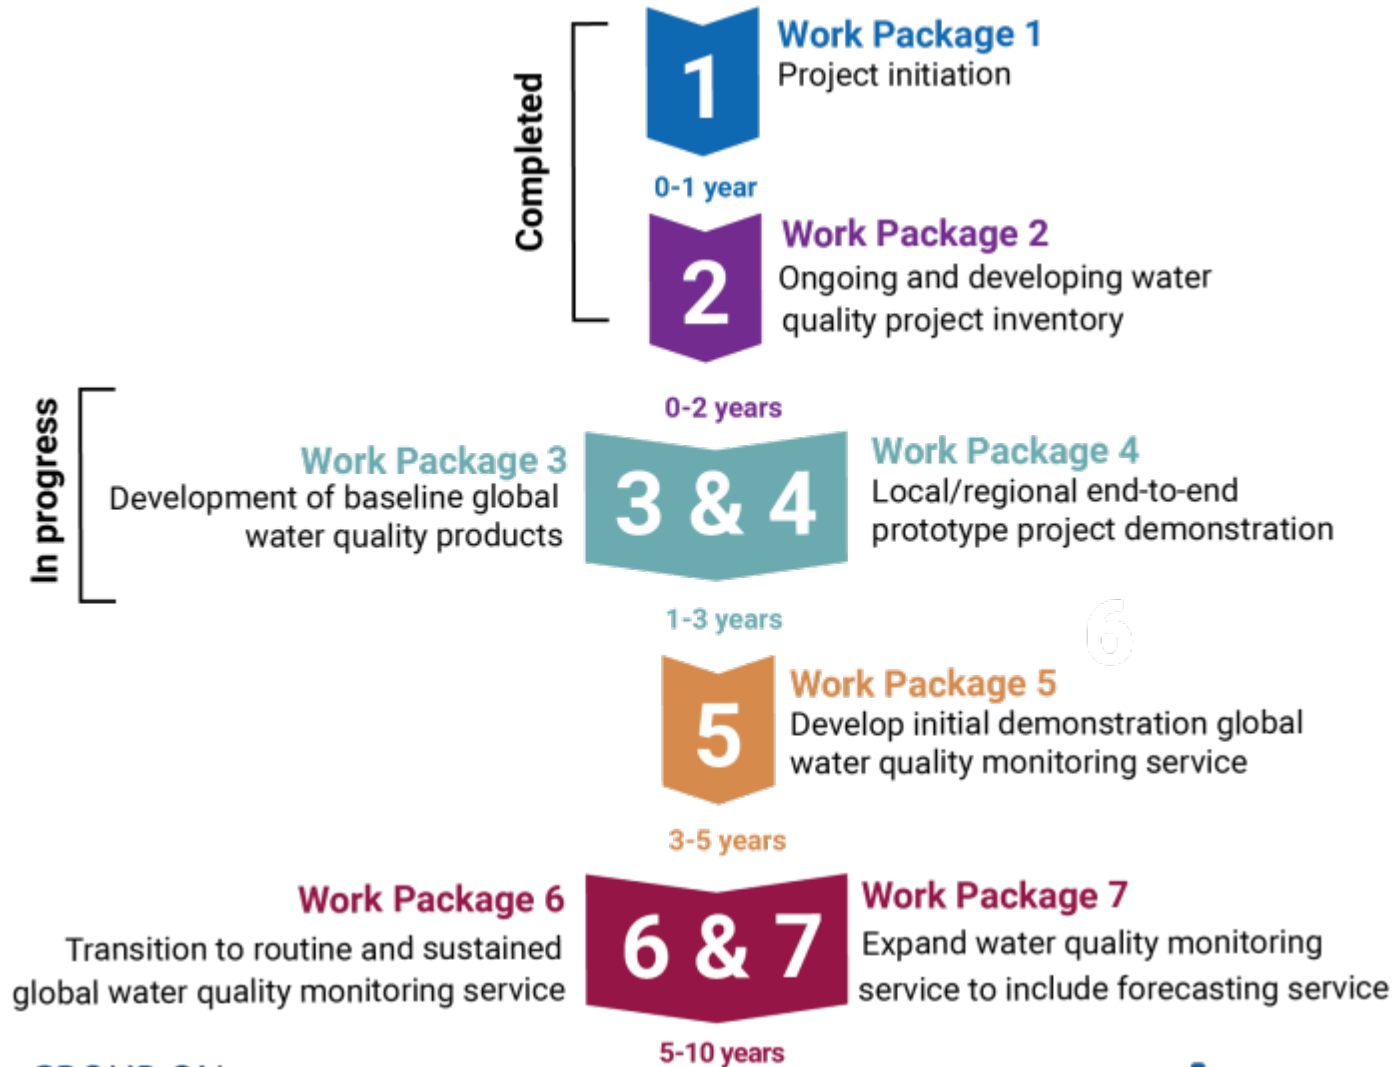 Completed
1
Work Package 1
Project initiation
0-1 year
2
Work Package 2
Ongoing and developing water
quality project inventory
0-2 years
In progress
Work Package 3
Development of baseline global
water quality products
3 & 4
Work Package 4
Local/regional end-to-end
prototype project demonstration
1-3 years
6
5
Work Package 5
Develop initial demonstration global
water quality monitoring service
3-5 years
Work Package 6
Transition to routine and sustained
global water quality monitoring service
6 & 7
Work Package 7
Expand water quality monitoring
service to include forecasting service
5-10 years